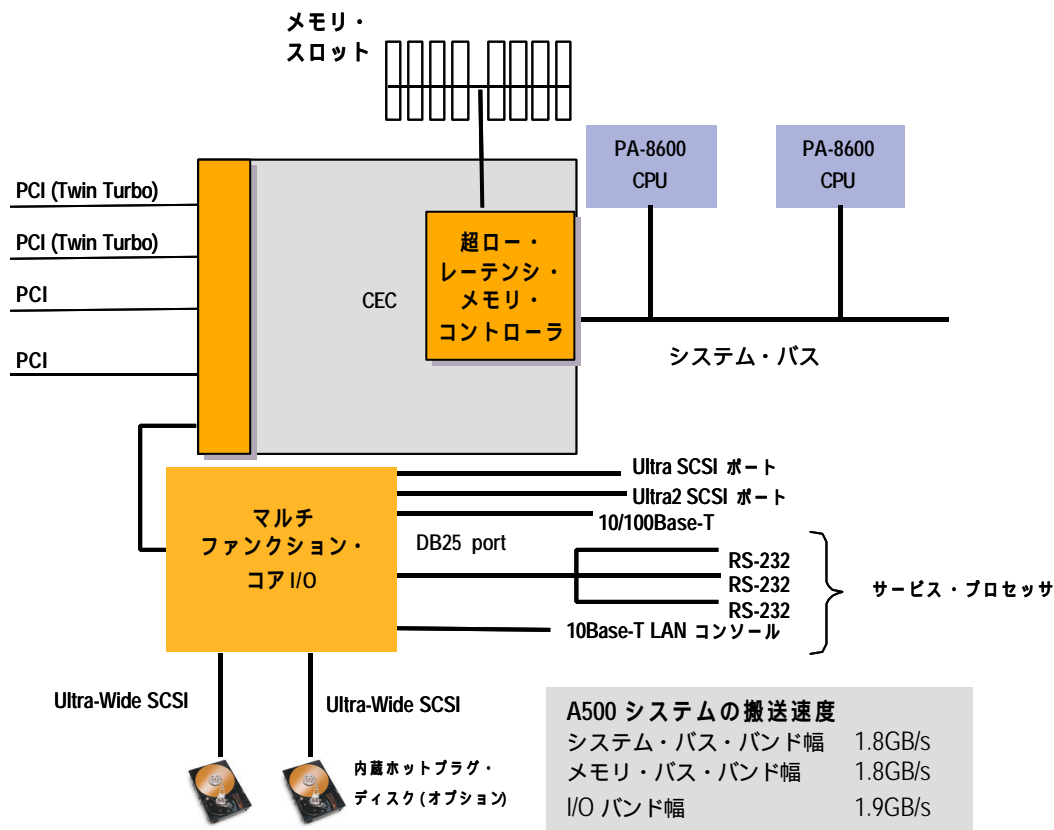 メモリ・
スロット
PA-8600
CPU
PA-8600
CPU
PCI (Twin Turbo)
PCI (Twin Turbo)
PCI
PCI
CEC
超ロー・
レーテンシ・
メモリ・
コントローラ
システム・バス
マルチ
ファンクション・
コア I/O
Ultra SCSI ポート
Ultra2 SCSI ポート
10/100Base-T
DB25 port
RS-232
RS-232
RS-232
サービス・プロセッサ
10Base-T LAN コンソール
Ultra-Wide SCSI
Ultra-Wide SCSI
内蔵ホットプラグ・
ディスク(オプション)
A500 システムの搬送速度
システム・バス・バンド幅 1.8GB/s
メモリ・バス・バンド幅 1.8GB/s
I/O バンド幅 1.9GB/s